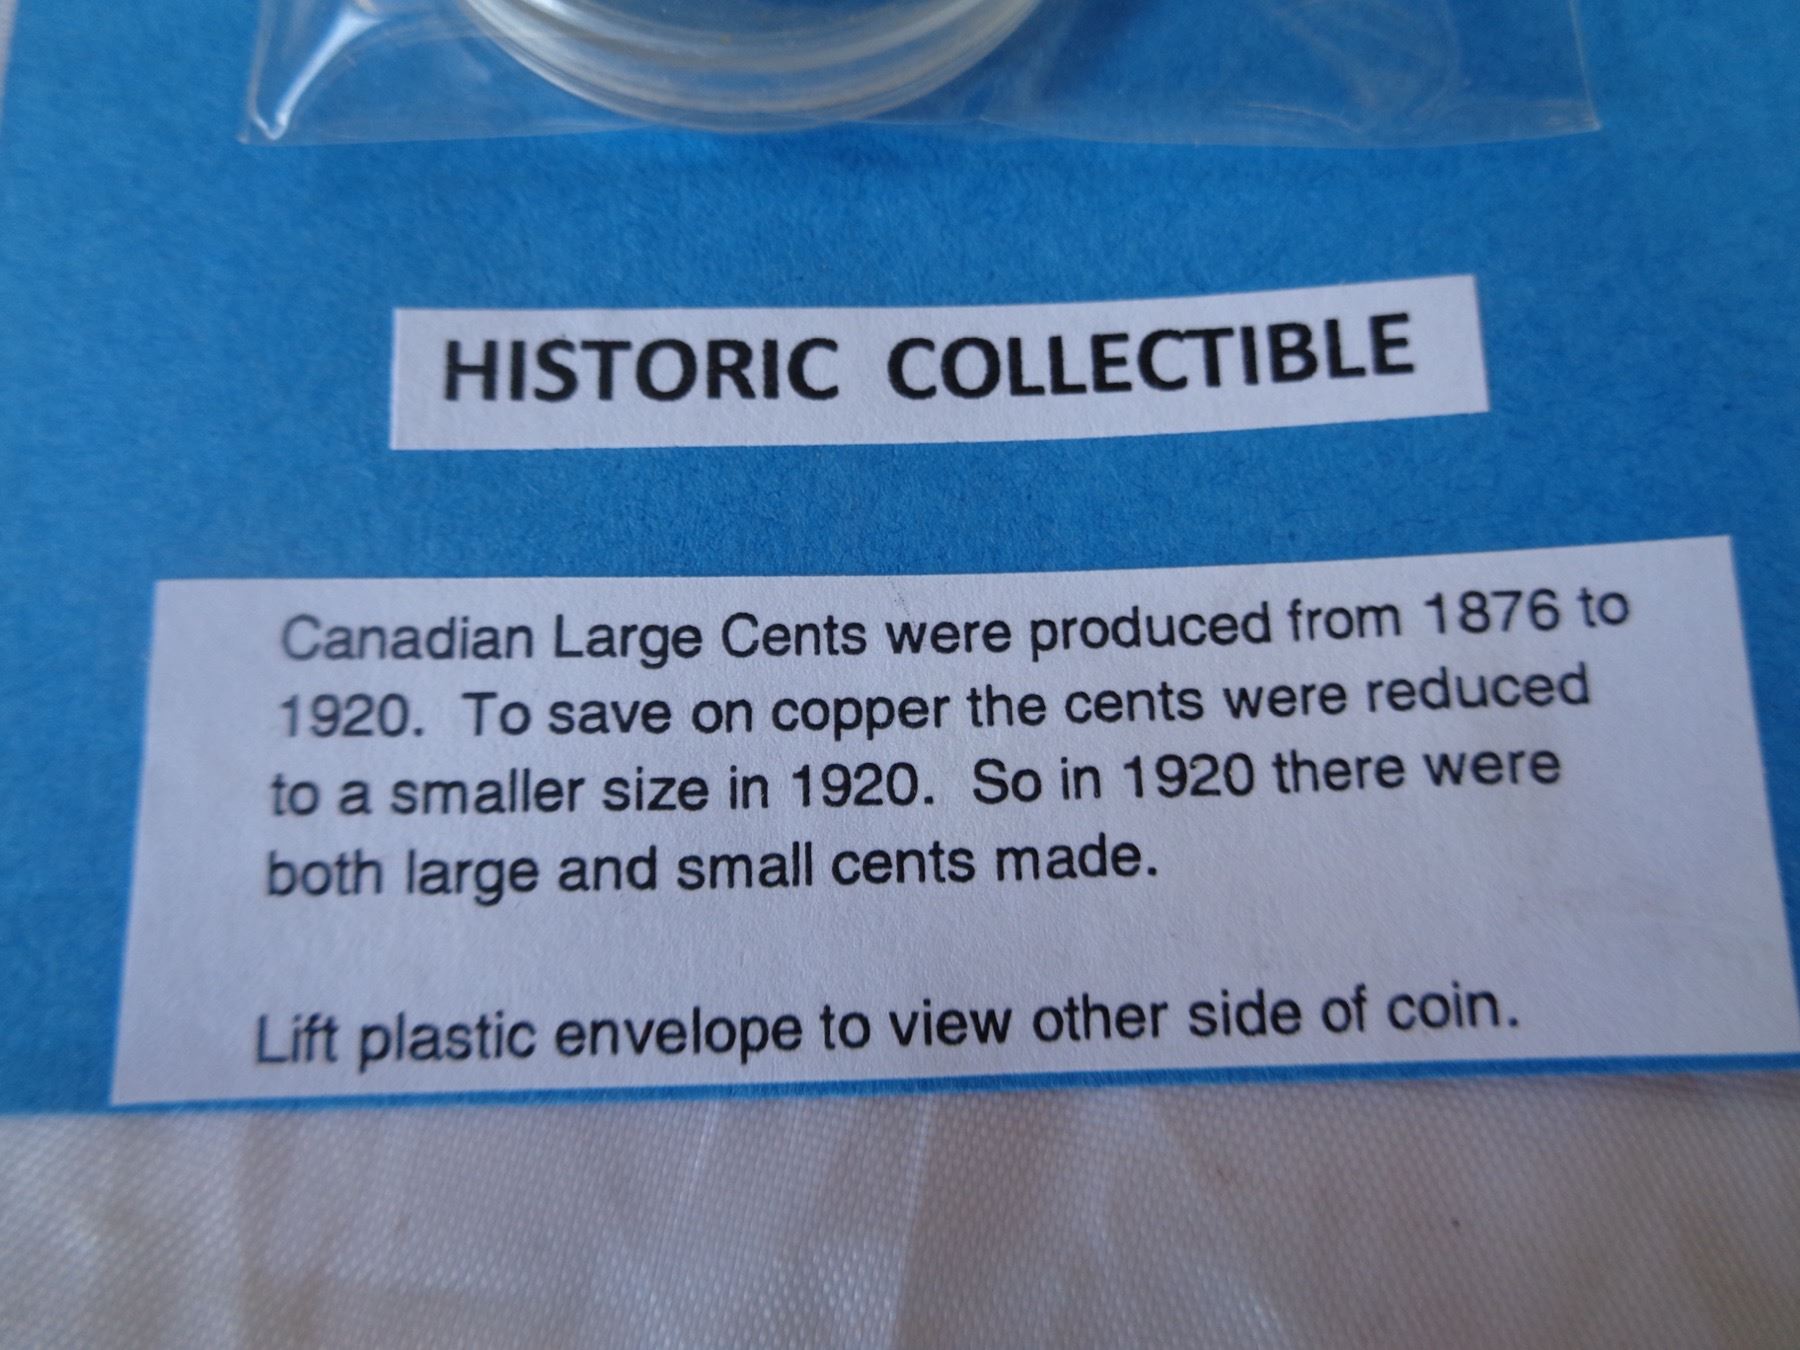 HISTORIC COLLECTIBLE
Canadian Large Cents were produced from 1876 to
1920. To save on copper the cents were reduced
to a smaller size in 1920. So in 1920 there were
both large and small cents made.
Lift plastic envelope to view other side of coin.